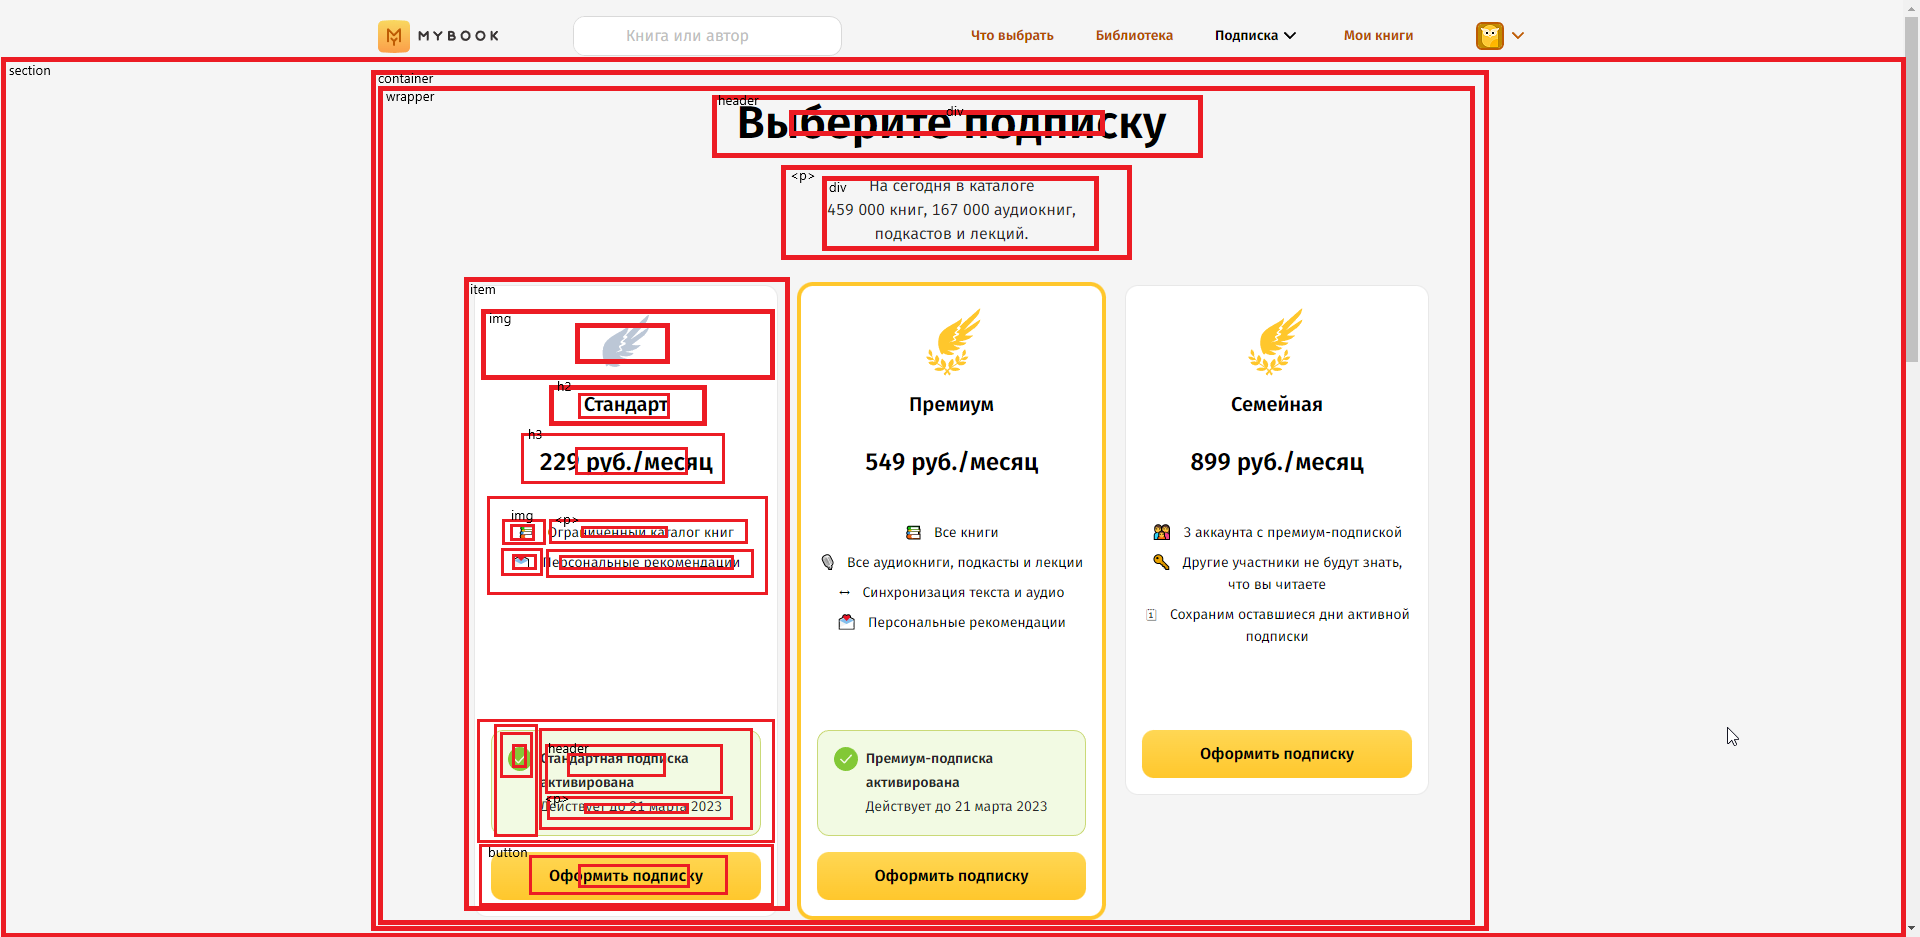 MYBOOK
Книга или автор
Что выбрать
Библиотека
Подписка
Мои книги
section
container
wrapper
header
div
Выберите подписку
<p>
div
На сегодня в каталоге
459 000 книг, 167 000 аудиокниг,
подкастов и лекций.
item
img
h2
Стандарт
h3
229 руб./месяц
img
<p>
Ограниченный каталог книг
Персональные рекомендации
header
Стандартная подписка
активирована
<p>
Действует до 21 марта 2023
button
Оформить подписку
Премиум
549 руб./месяц
Все книги
Все аудиокниги, подкасты и лекции
Синхронизация текста и аудио
Персональные рекомендации
Премиум-подписка
активирована
Действует до 21 марта 2023
Оформить подписку
Семейная
899 руб./месяц
3 аккаунта с премиум-подпиской
Другие участники не будут знать,
что вы читаете
1
Сохраним оставшиеся дни активной
подписки
Оформить подписку